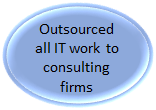 Outsourced
all IT work to
consulting
firms